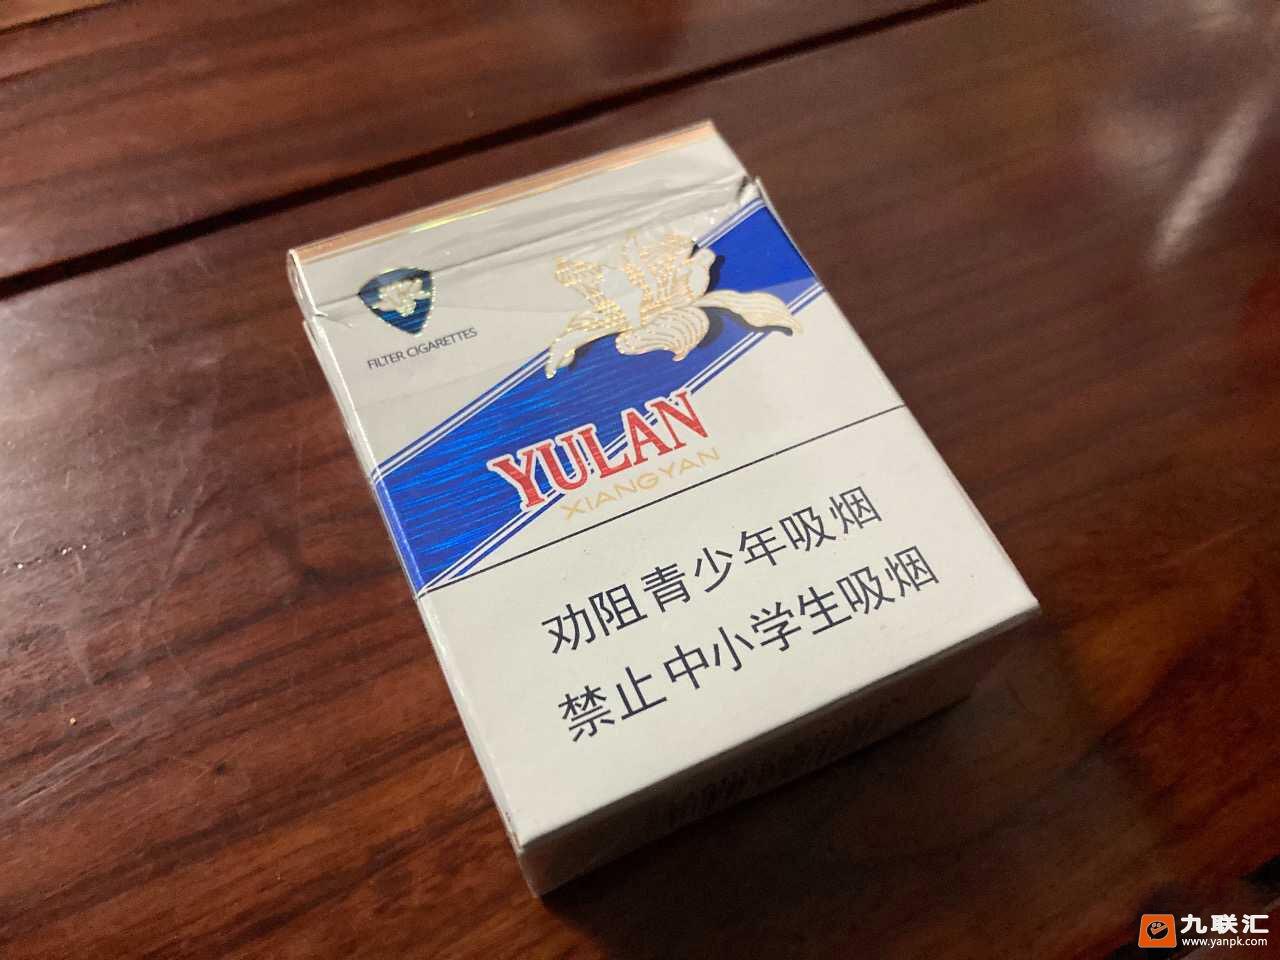 FILTER CIGARETTES
YULAN
XIANGYAN
劝阻青少年吸烟
禁止中小学生吸烟
九联汇
www.yanpk.com